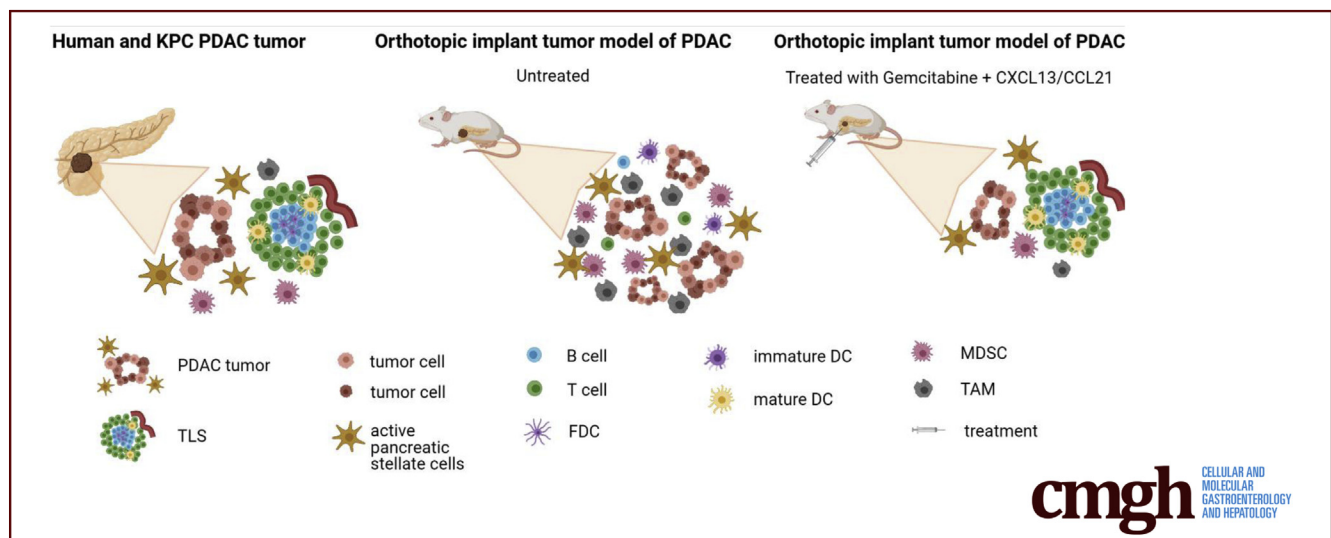 Human and KPC PDAC tumor
Orthotopic implant tumor model of PDAC
Untreated
Orthotopic implant tumor model of PDAC
Treated with Gemcitabine + CXCL13/CCL21
PDAC tumor
TLS
tumor cell
tumor cell
active
pancreatic
stellate cells
B cell
T cell
FDC
immature DC
mature DC
MDSC
TAM
treatment
cmgh
CELLULAR AND
MOLECULAR
GASTROENTEROLOGY
AND HEPATOLOGY